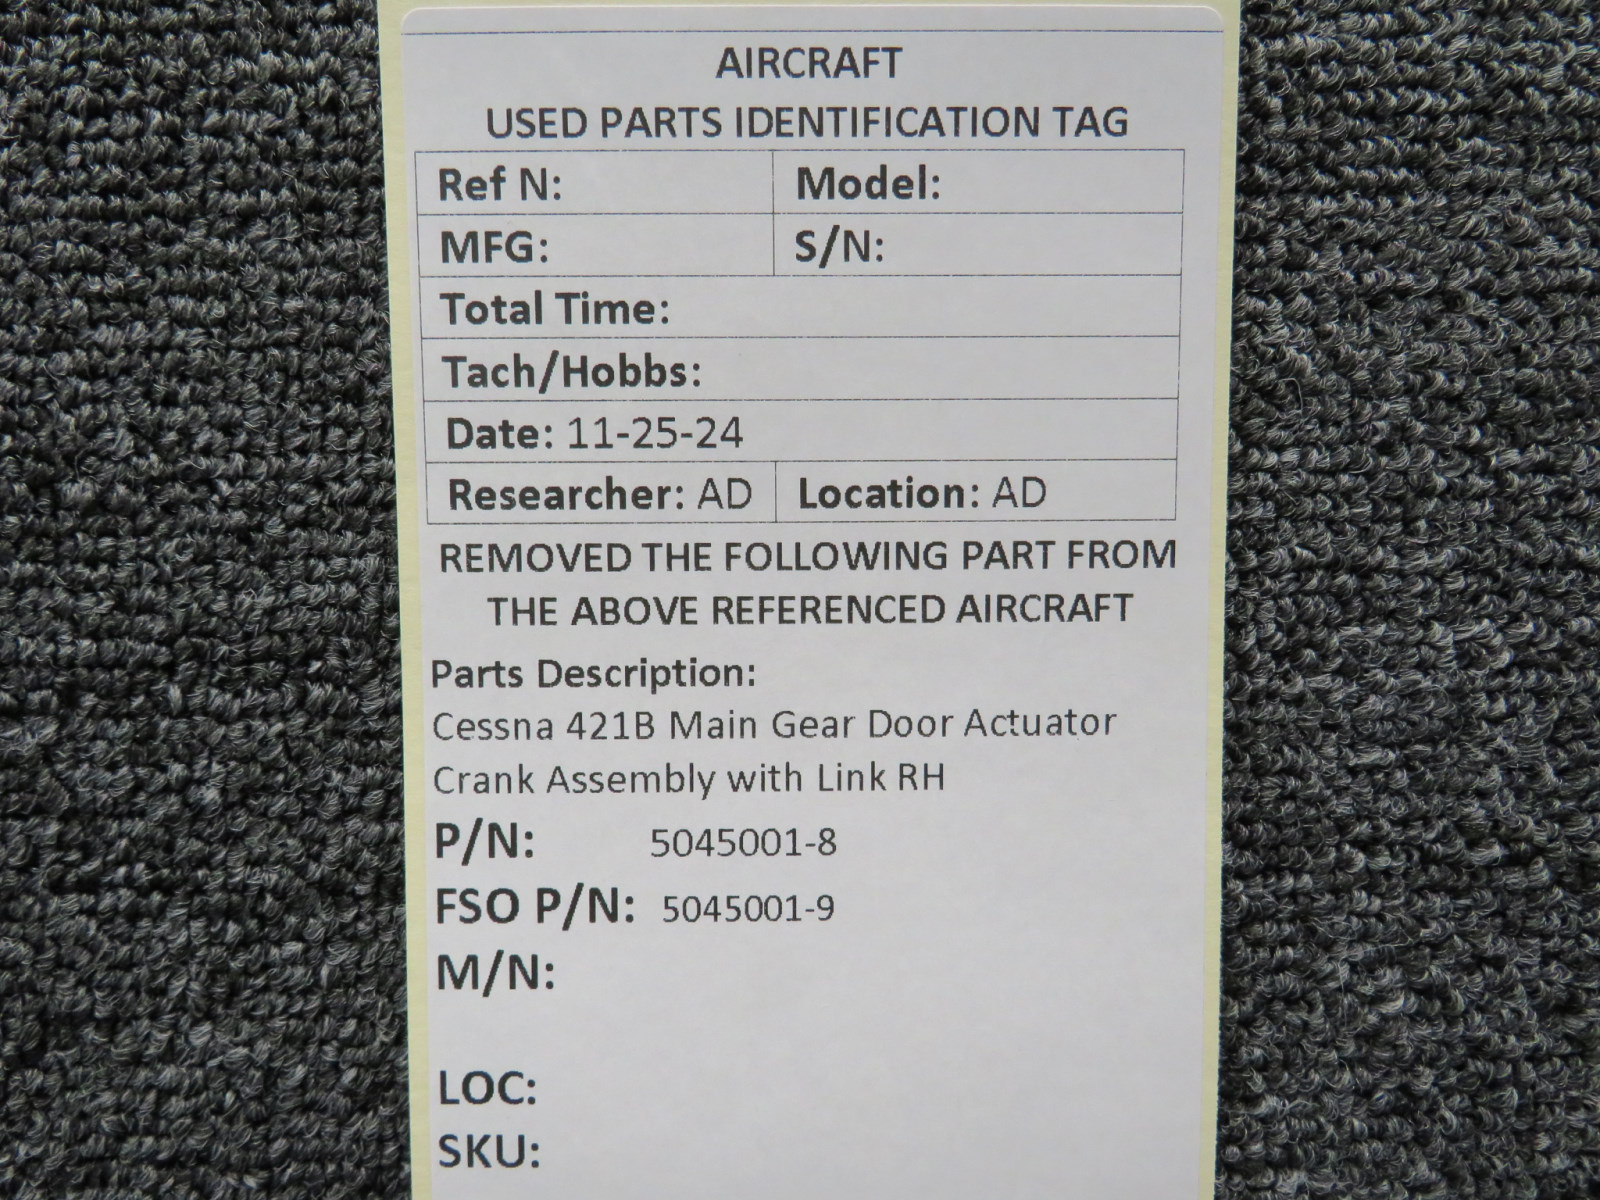 AIRCRAFT
USED PARTS IDENTIFICATION TAG
Ref N: Model:
MFG: S/N:
Total Time:
Tach/Hobbs:
Date: 11-25-24
Researcher: AD Location: AD
REMOVED THE FOLLOWING PART FROM
THE ABOVE REFERENCED AIRCRAFT
Parts Description:
Cessna 421B Main Gear Door Actuator
Crank Assembly with Link RH
P/N: 5045001-8
FSO P/N: 5045001-9
M/N:
LOC:
SKU: